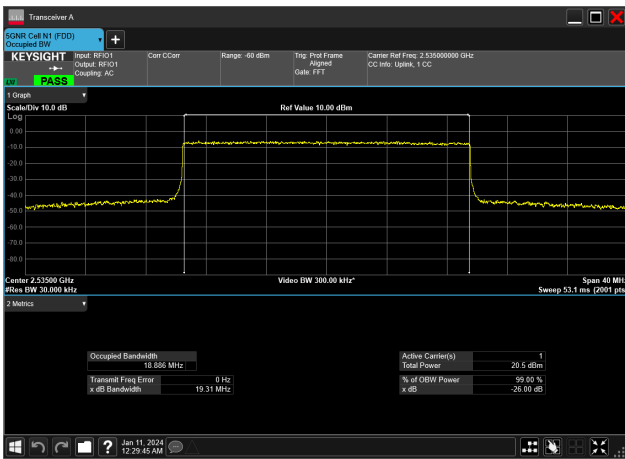 Transceiver A
5GNR Cell N1 (FDD)
Occupied BW
KEYSIGHT
PASS
Input: RFIO1
Output: RFIO1
Coupling: AC
Corr CCorr
Range: -60 dBm
Trig: Prot Frame
Aligned
Gate: FFT
Carrier Ref Freq: 2.535000000 GHz
CC Info: Uplink, 1 CC
1 Graph
Scale/Div 10.0 dB
Ref Value 10.00 dBm
Log
0.00
-10.0
-20.0
-30.0
-40.0
-50.0
-60.0
-70.0
-80.0
Center 2.53500 GHz
Video BW 300.00 kHz*
Span 40 MHz
#Res BW 30.000 kHz
Sweep 53.1 ms (2001 pts
2 Metrics
Occupied Bandwidth
18.886 MHz
Transmit Freq Error 0 Hz
x dB Bandwidth 19.31 MHz
Active Carrier(s) 1
Total Power 20.5 dBm
% of OBW Power 99.00 %
x dB -26.00 dB
Jan 11, 2024
12:29:45 AM